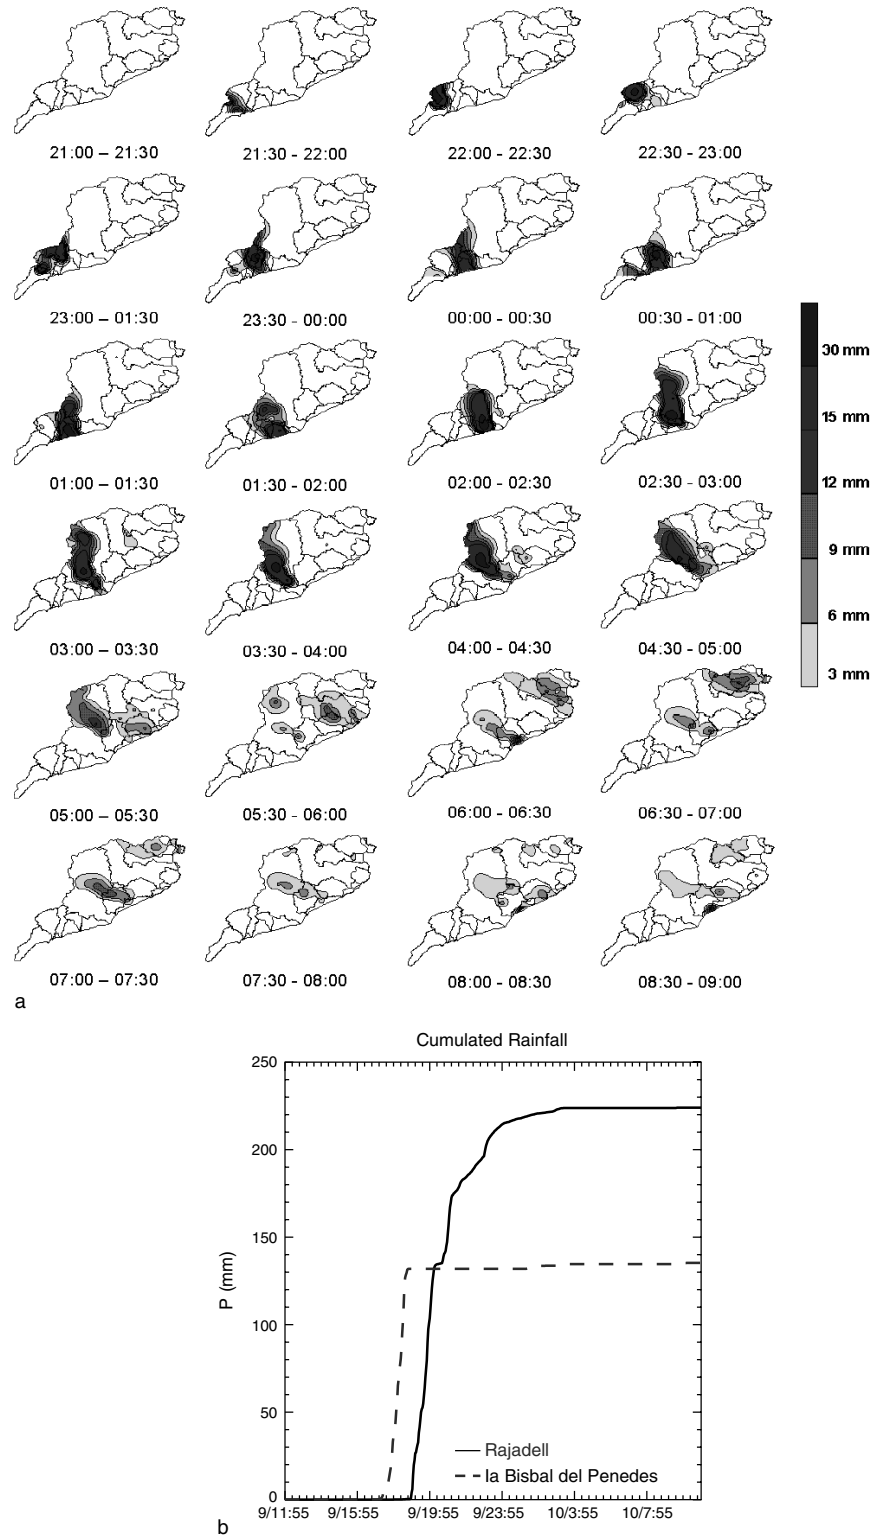 21:00 – 21:30 21:30 - 22:00 22:00 - 22:30 22:30 - 23:00
23:00 – 01:30 23:30 - 00:00 00:00 - 00:30 00:30 - 01:00
30 mm
15 mm
12 mm
9 mm
6 mm
3 mm
01:00 – 01:30 01:30 - 02:00 02:00 - 02:30 02:30 - 03:00
03:00 – 03:30 03:30 - 04:00 04:00 - 04:30 04:30 - 05:00
05:00 – 05:30 05:30 - 06:00 06:00 - 06:30 06:30 - 07:00
07:00 – 07:30 07:30 - 08:00 08:00 - 08:30 08:30 - 09:00
a
Cumulated Rainfall
250
200
150
100
50
0
P (mm)
Rajadell
la Bisbal del Penedes
9/11:55 9/15:55 9/19:55 9/23:55 10/3:55 10/7:55
b